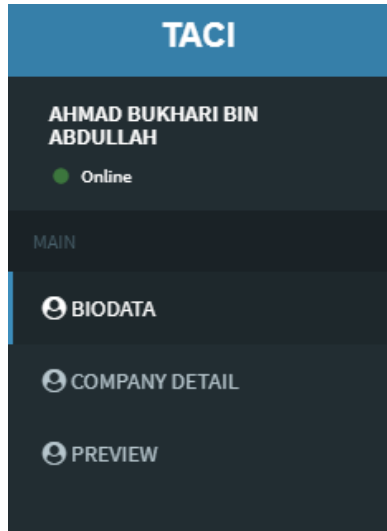 TACI
AHMAD BUKHARI BIN
ABDULLAH
Online
MAIN
BIODATA
COMPANY DETAIL
PREVIEW